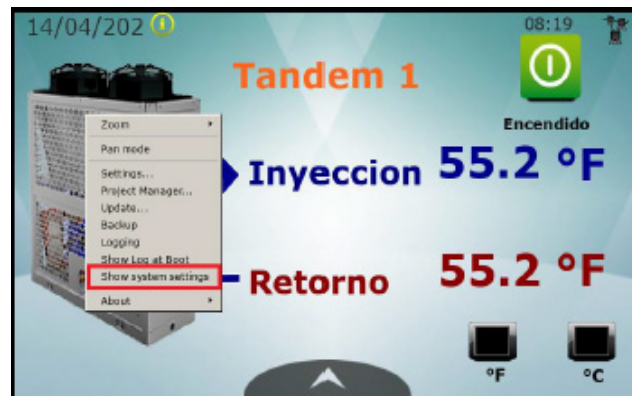 14/04/202
08:19
Tandem 1
Encendido
Zoom
Pan mode
Settings...
Project Manager...
Update...
Backup
Logging
Show Log at Boot
Show system settings
About
Inyeccion 55.2 °F
Retorno 55.2 °F
°F °C